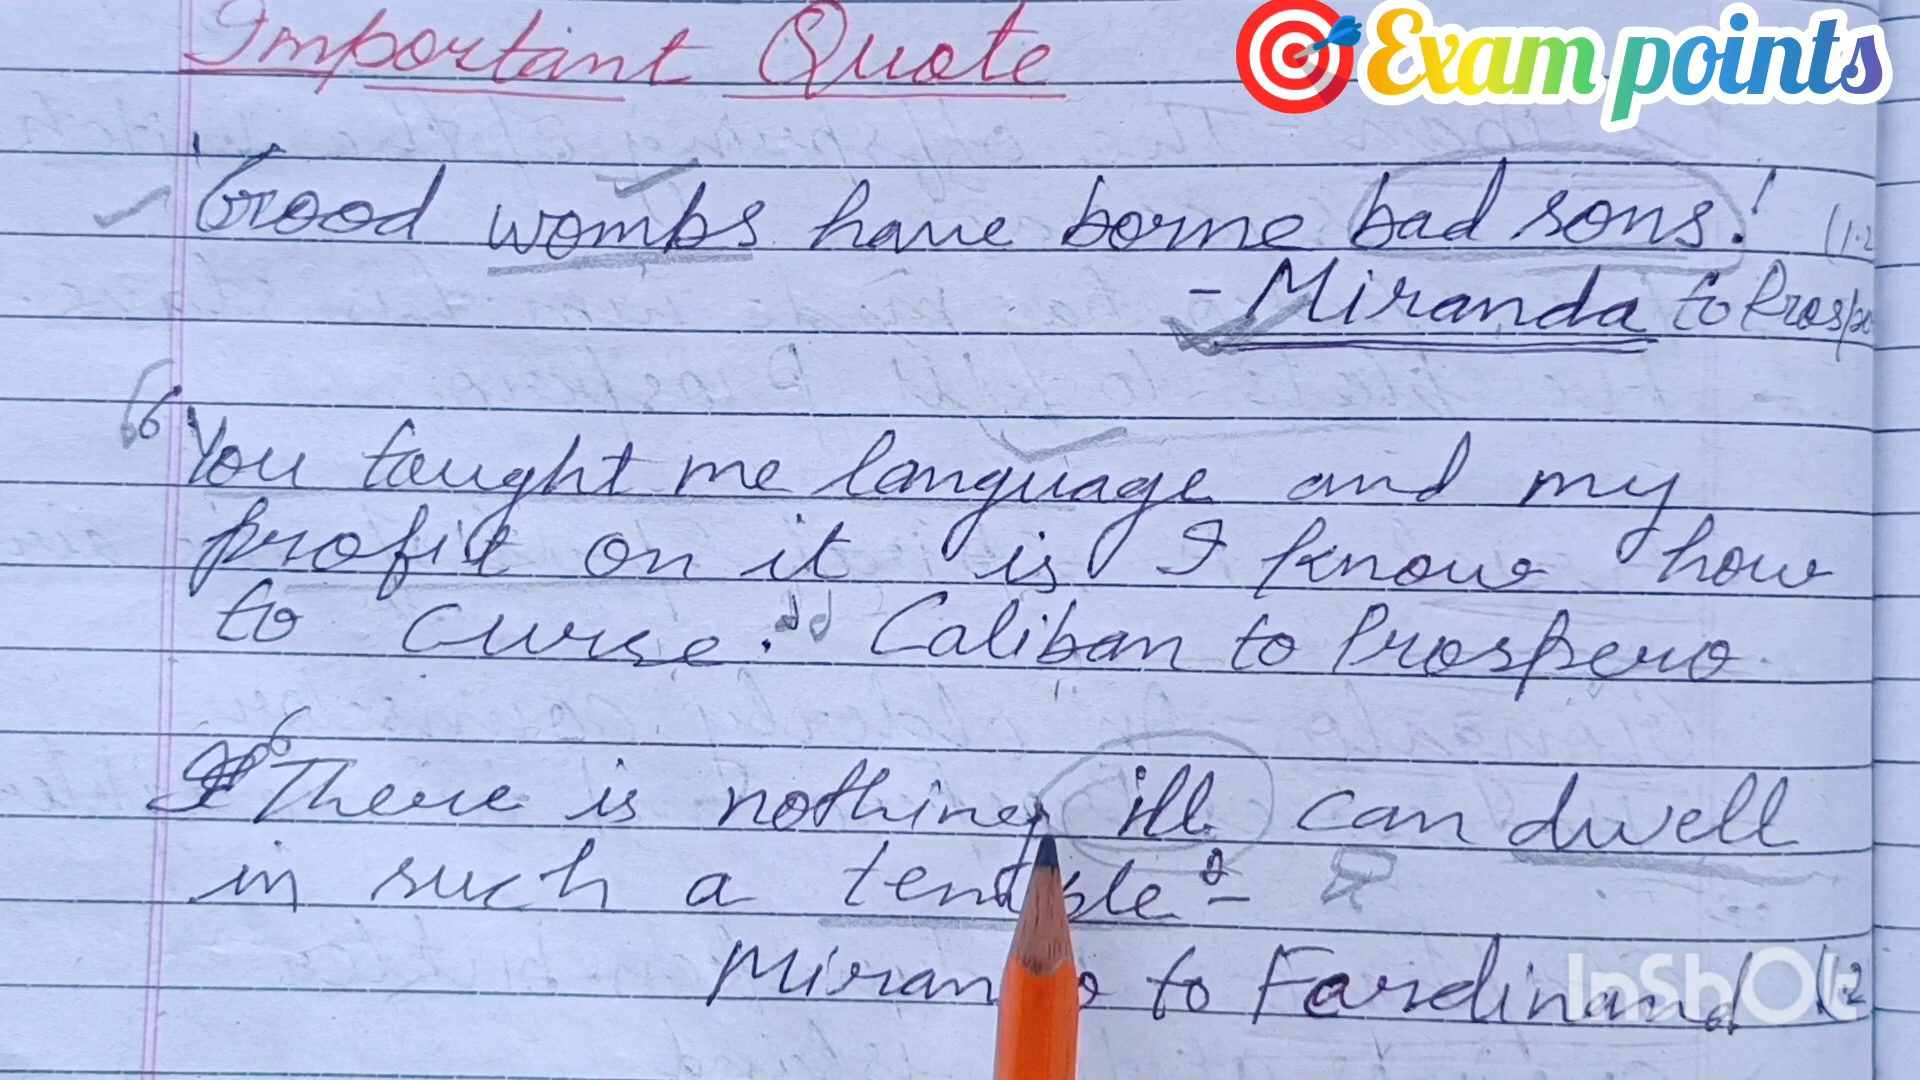 Important Quote
Exam points
'Good wombs have borne bad sons!' (1.2
- Miranda to Prospe
"You taught me language and my
profit on it is I know how
to curse." Caliban to Prospero.
'There is nothing ill can dwell
in such a temple' -
Miranda to Fardinand (1.2
InShOt